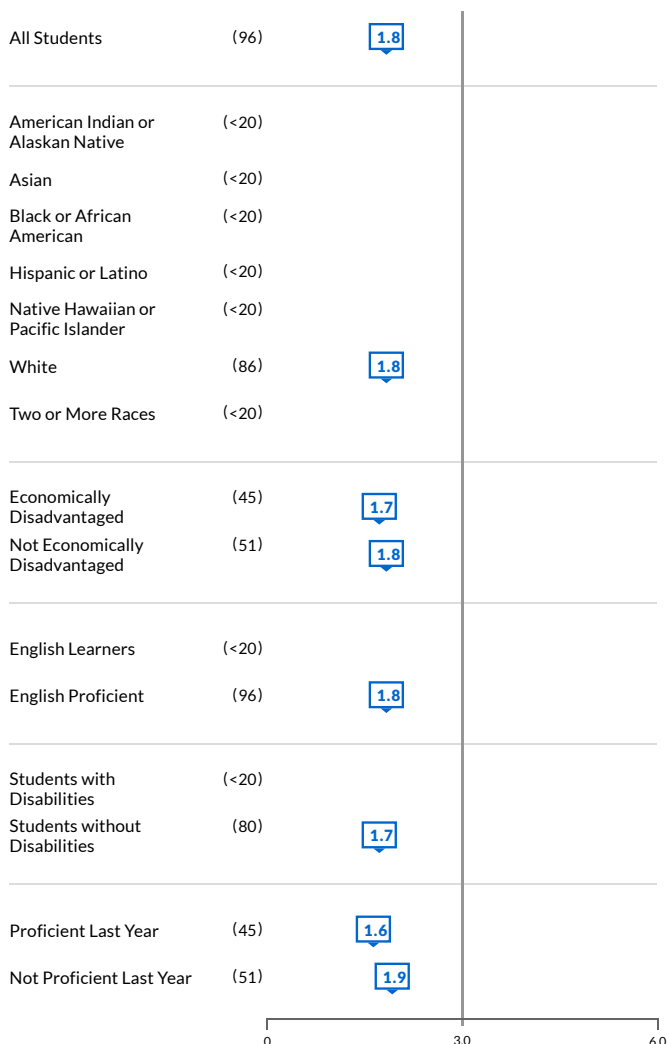 All Students (96) 1.8
American Indian or (<20)
Alaskan Native
Asian (<20)
Black or African (<20)
American
Hispanic or Latino (<20)
Native Hawaiian or (<20)
Pacific Islander
White (86) 1.8
Two or More Races (<20)
Economically (45) 1.7
Disadvantaged
Not Economically (51) 1.8
Disadvantaged
English Learners (<20)
English Proficient (96) 1.8
Students with (<20)
Disabilities
Students without (80) 1.7
Disabilities
Proficient Last Year (45) 1.6
Not Proficient Last Year (51) 1.9
0 3.0 6.0